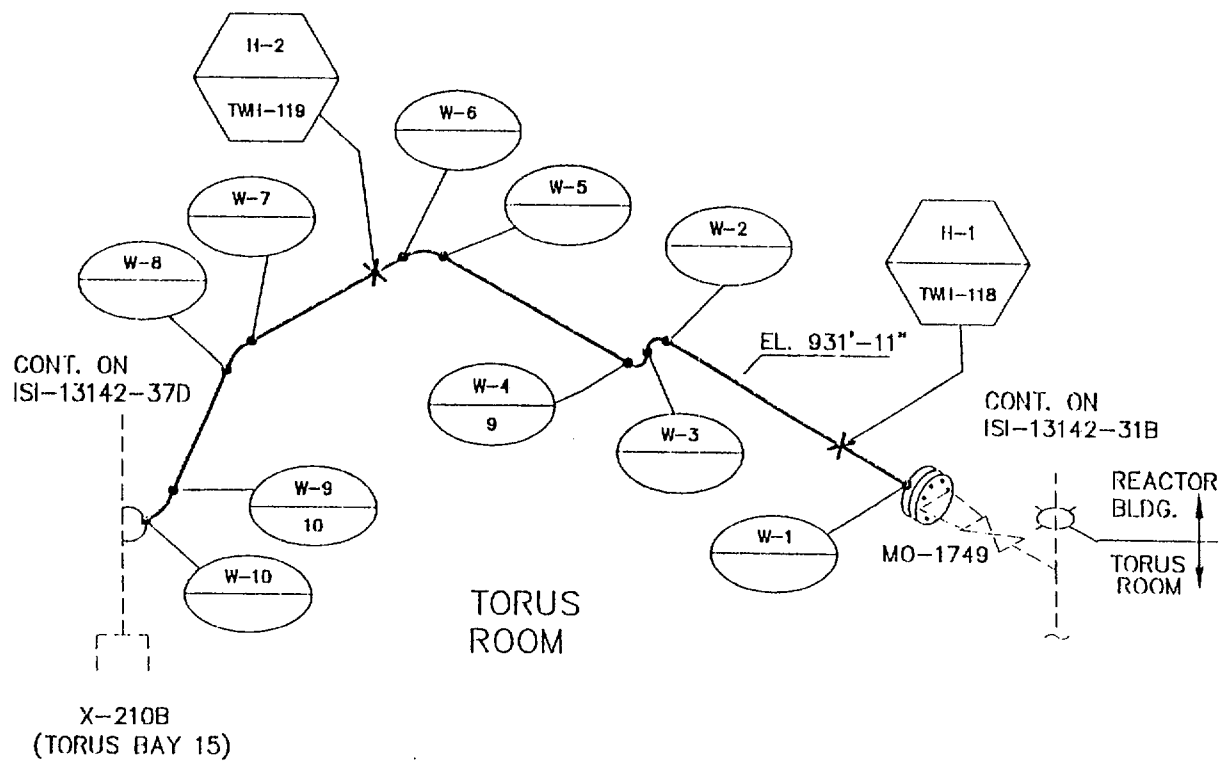 H-2
TWH-119
W-6
W-5
W-7
W-2
H-1
TWH-118
W-8
EL. 931'-11"
CONT. ON
ISI-13142-37D
W-4
9
W-3
CONT. ON
ISI-13142-31B
W-9
10
W-1
MO-1749
REACTOR
BLDG.
TORUS
ROOM
W-10
TORUS
ROOM
X-210B
(TORUS BAY 15)